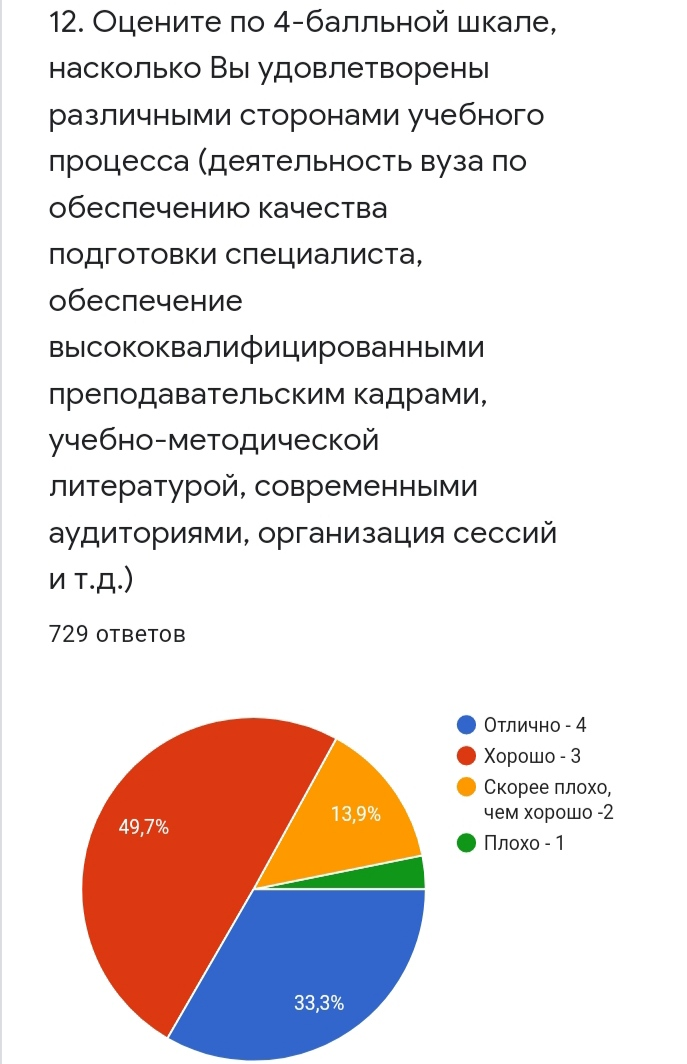 12. Оцените по 4-балльной шкале,
насколько Вы удовлетворены
различными сторонами учебного
процесса (деятельность вуза по
обеспечению качества
подготовки специалиста,
обеспечение
высококвалифицированными
преподавательским кадрами,
учебно-методической
литературой, современными
аудиториями, организация сессий
и т.д.)
729 ответов
Отлично - 4
Хорошо - 3
Скорее плохо,
чем хорошо -2
Плохо - 1
49,7%
13,9%
33,3%